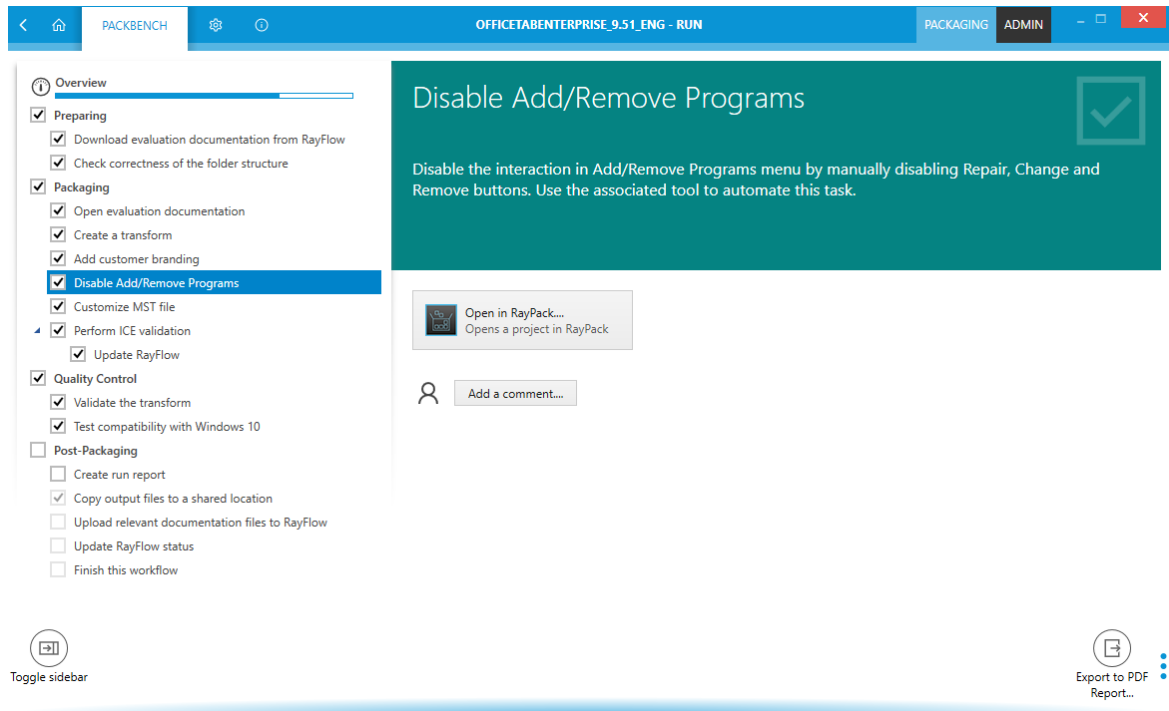 PACKBENCH
OFFICETABENTERPRISE_9.51_ENG - RUN
PACKAGING
ADMIN
Overview
Preparing
Download evaluation documentation from RayFlow
Check correctness of the folder structure
Packaging
Open evaluation documentation
Create a transform
Add customer branding
Disable Add/Remove Programs
Customize MST file
Perform ICE validation
Update RayFlow
Quality Control
Validate the transform
Test compatibility with Windows 10
Post-Packaging
Create run report
Copy output files to a shared location
Upload relevant documentation files to RayFlow
Update RayFlow status
Finish this workflow
Disable Add/Remove Programs
Disable the interaction in Add/Remove Programs menu by manually disabling Repair, Change and
Remove buttons. Use the associated tool to automate this task.
Open in RayPack....
Opens a project in RayPack
Add a comment....
Toggle sidebar
Export to PDF
Report...